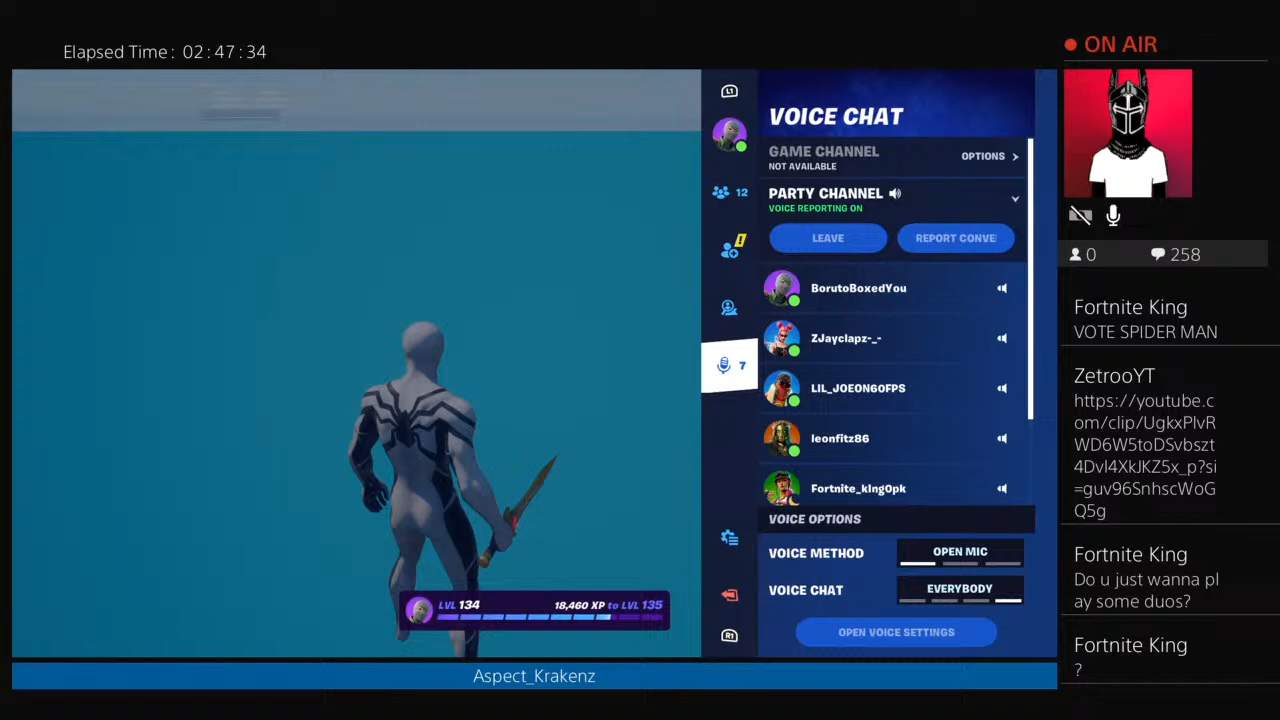 Elapsed Time: 02:47:34
ON AIR
L1
VOICE CHAT
GAME CHANNEL
NOT AVAILABLE
OPTIONS
PARTY CHANNEL
VOICE REPORTING ON
12
LEAVE
REPORT CONVE
BorutoBoxedYou
ZJayclapz-_-
7
LIL_JOEON60FPS
leonfitz86
Fortnite_kIngOpk
VOICE OPTIONS
VOICE METHOD
OPEN MIC
VOICE CHAT
EVERYBODY
OPEN VOICE SETTINGS
R1
LVL 134
18,460 XP to LVL 135
Aspect_Krakenz
0
258
Fortnite King
VOTE SPIDER MAN
ZetrooYT
https://youtube.c
om/clip/UgkxPlvR
WD6W5toDSvbszt
4Dvl4XkJKZ5x_p?si
=guv96SnhscWoG
Q5g
Fortnite King
Do u just wanna pl
ay some duos?
Fortnite King
?